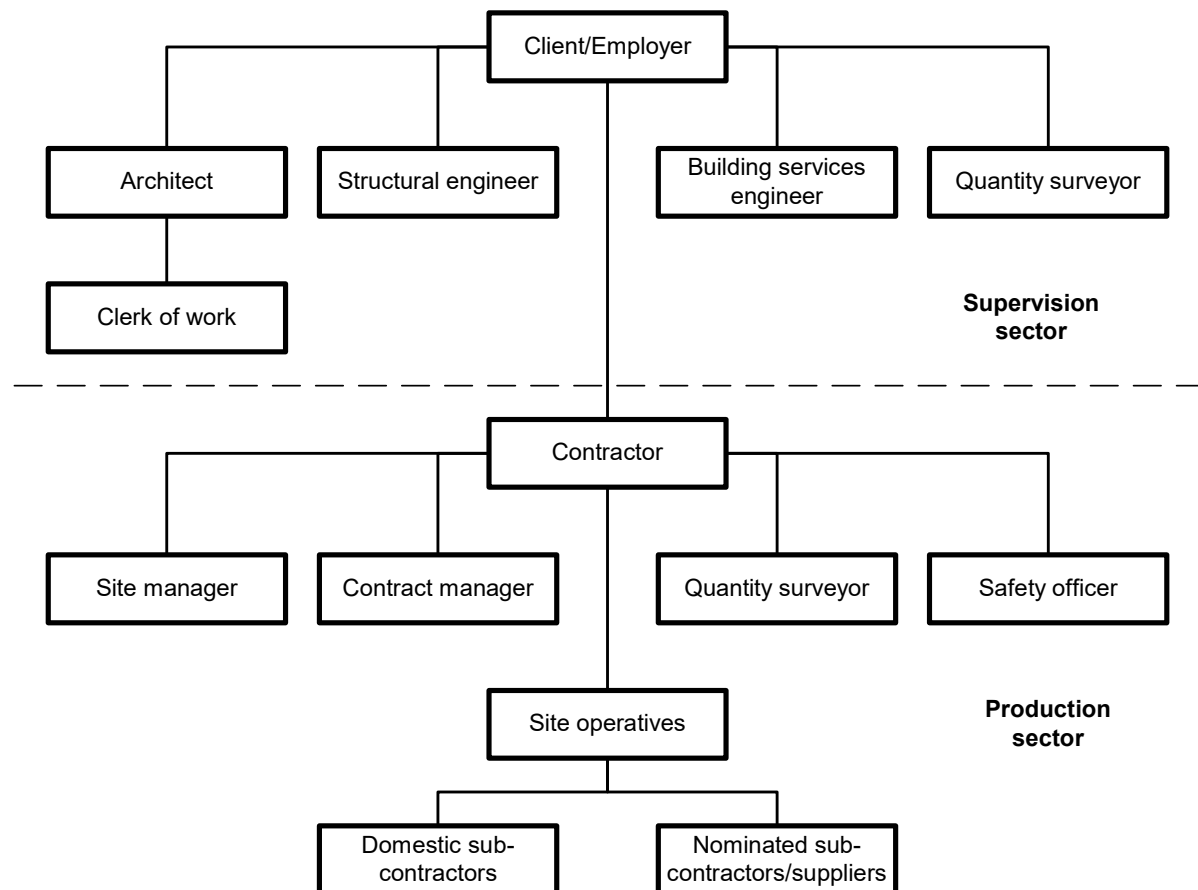 Client/Employer
Architect
Structural engineer
Building services
engineer
Quantity surveyor
Clerk of work
Supervision
sector
Contractor
Site manager
Contract manager
Quantity surveyor
Safety officer
Site operatives
Production
sector
Domestic sub-
contractors
Nominated sub-
contractors/suppliers